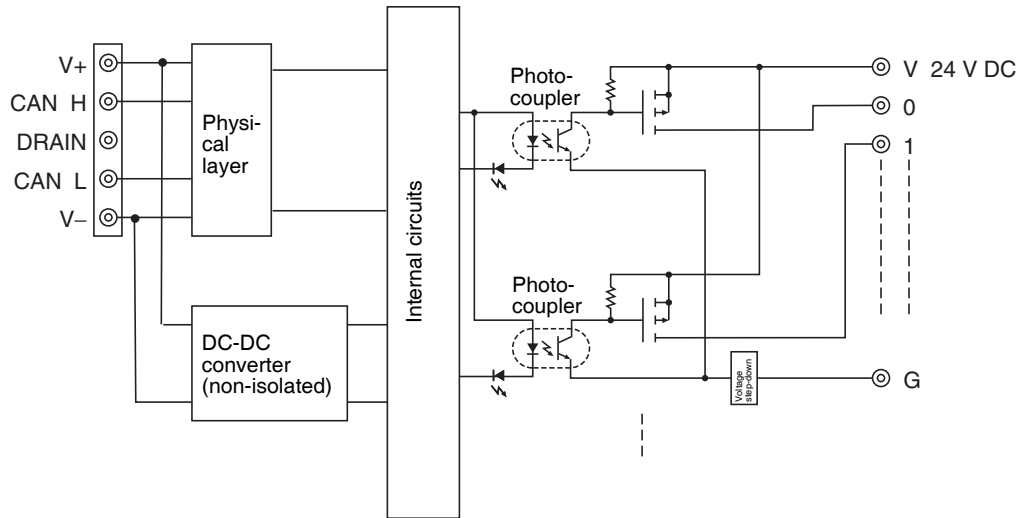 V+
CAN H
DRAIN
CAN L
V–
Physi-
cal
layer
DC-DC
converter
(non-isolated)
Internal circuits
Photo-
coupler
Photo-
coupler
Voltage
step-down
V 24 V DC
0
1
G